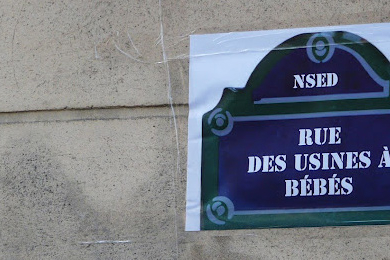 NSED
RUE
DES USINES À
BÉBÉS